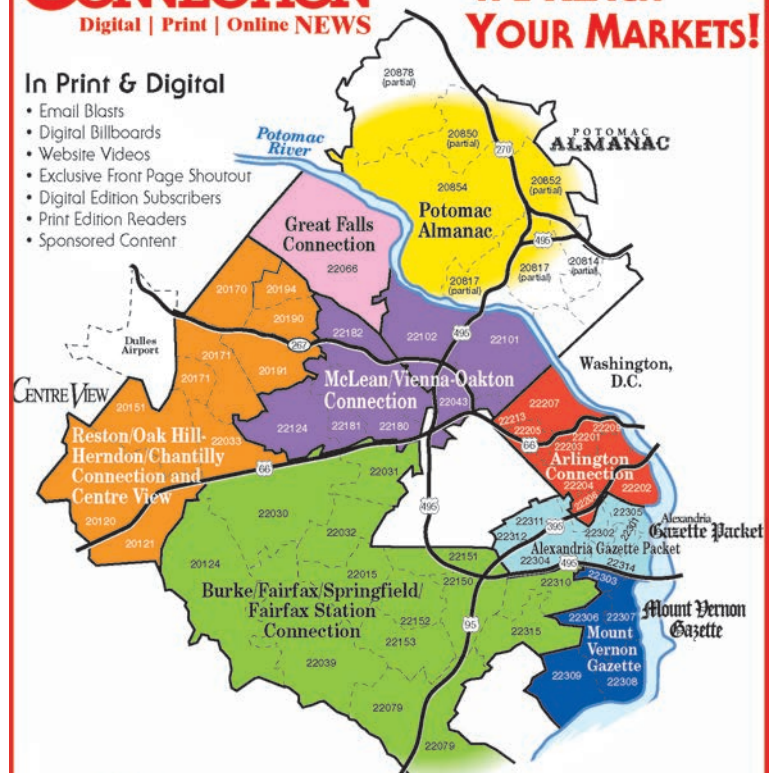 CONNECTION
Digital | Print | Online NEWS
YOUR MARKETS!
In Print & Digital
• Email Blasts
• Digital Billboards
• Website Videos
• Exclusive Front Page Shoutout
• Digital Edition Subscribers
• Print Edition Readers
• Sponsored Content
Potomac
River
20878
(partial)
20850
(partial)
270
POTOMAC
ALMANAC
20854
20852
(partial)
Potomac
Almanac
495
20814
(partial)
20817
(partial)
20817
(partial)
Great Falls
Connection
22066
20170
20194
20190
22182
22102
495
22101
Dulles
Airport
267
20171
20171
20191
McLean/Vienna-Oakton
Connection
22043
22124
22181
22180
Washington,
D.C.
CENTRE VIEW
20151
22033
Reston/Oak Hill-
Herndon/Chantilly
Connection and
Centre View
20120
20121
66
22207
22213
22205
22209
22201
22203
66
Arlington
Connection
22204
22206
22202
22031
22030
22032
495
20124
22015
22151
22150
Burke/Fairfax/Springfield/
Fairfax Station
Connection
22152
22153
22039
22079
22079
95
22315
22310
22311
22312
395
22305
22302
22301
Alexandria Gazette Packet
22304
495
22314
Alexandria
Gazette Packet
22303
22306
22307
Mount
Vernon
Gazette
22309
22308
Mount Vernon
Gazette